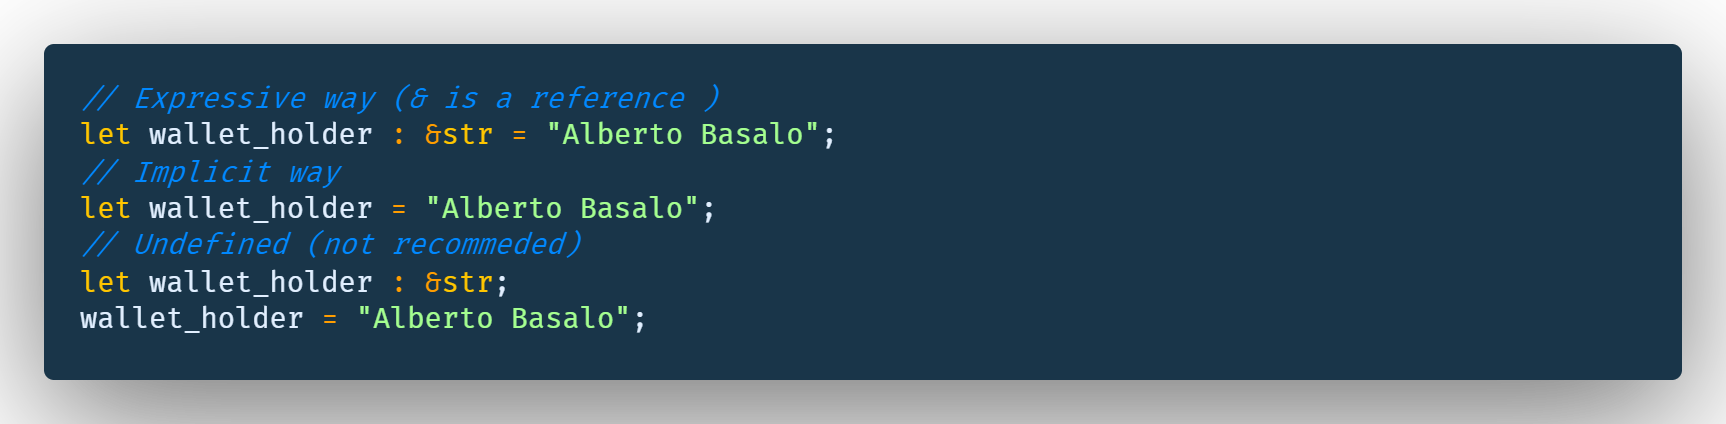 // Expressive way (& is a reference )
let wallet_holder : &str = "Alberto Basalo";
// Implicit way
let wallet_holder = "Alberto Basalo";
// Undefined (not recommeded)
let wallet_holder : &str;
wallet_holder = "Alberto Basalo";